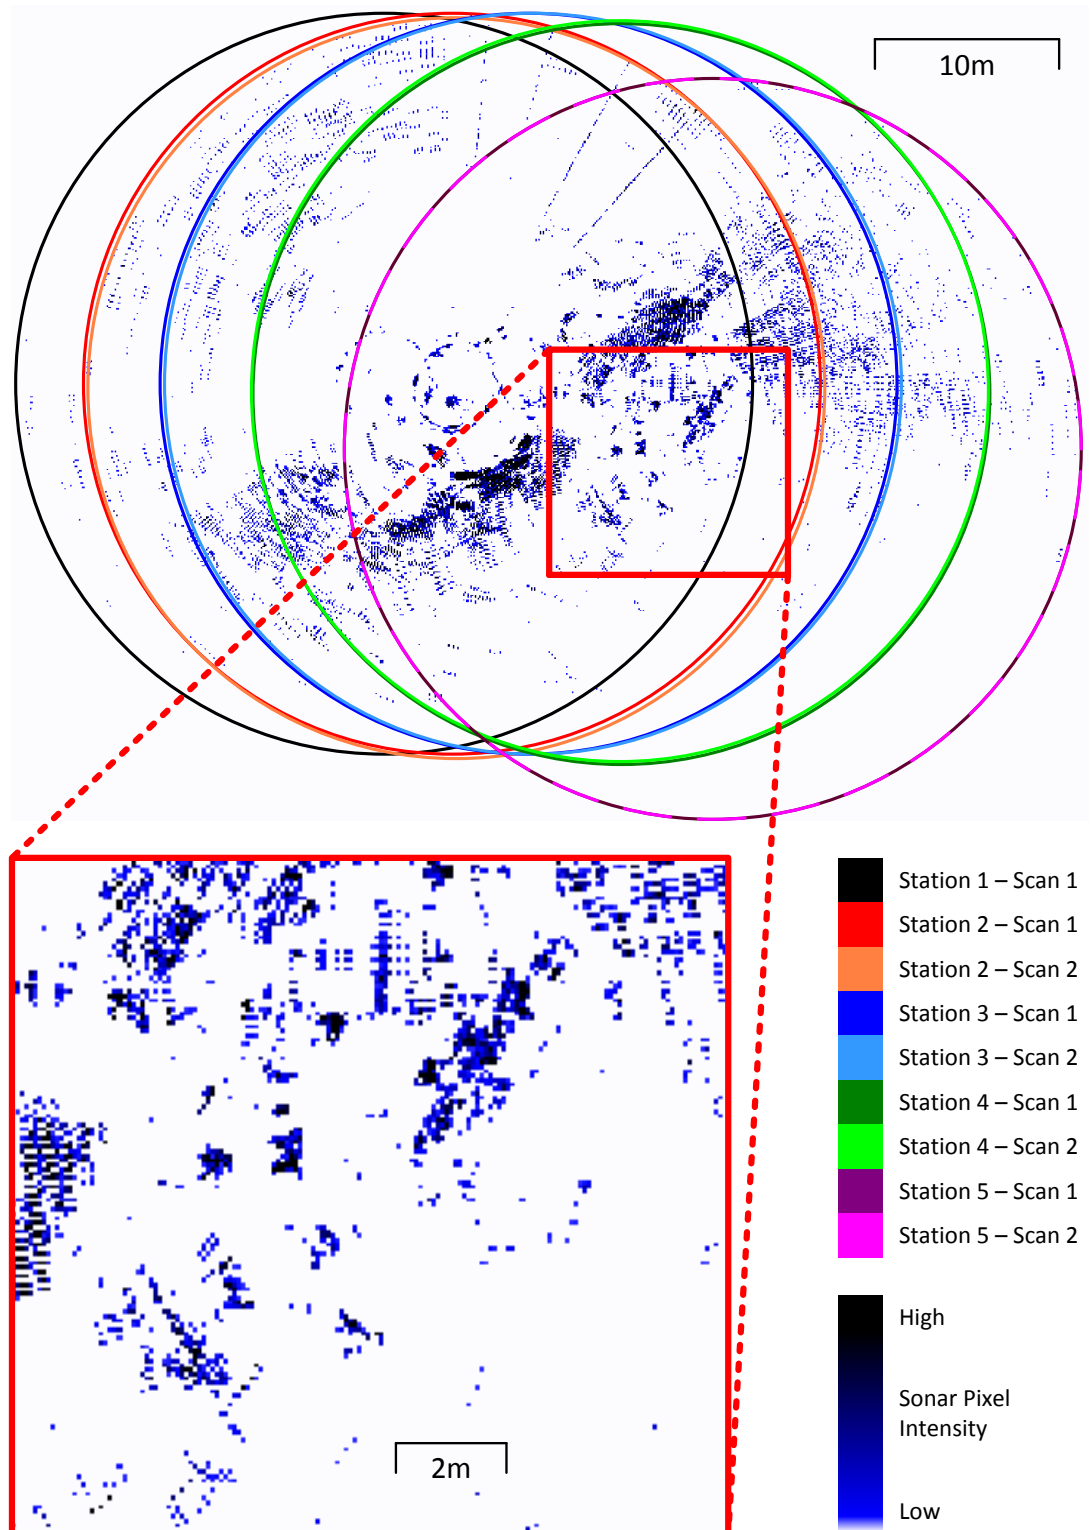 10m
Station 1 – Scan 1
Station 2 – Scan 1
Station 2 – Scan 2
Station 3 – Scan 1
Station 3 – Scan 2
Station 4 – Scan 1
Station 4 – Scan 2
Station 5 – Scan 1
Station 5 – Scan 2
High
Sonar Pixel
Intensity
Low
2m